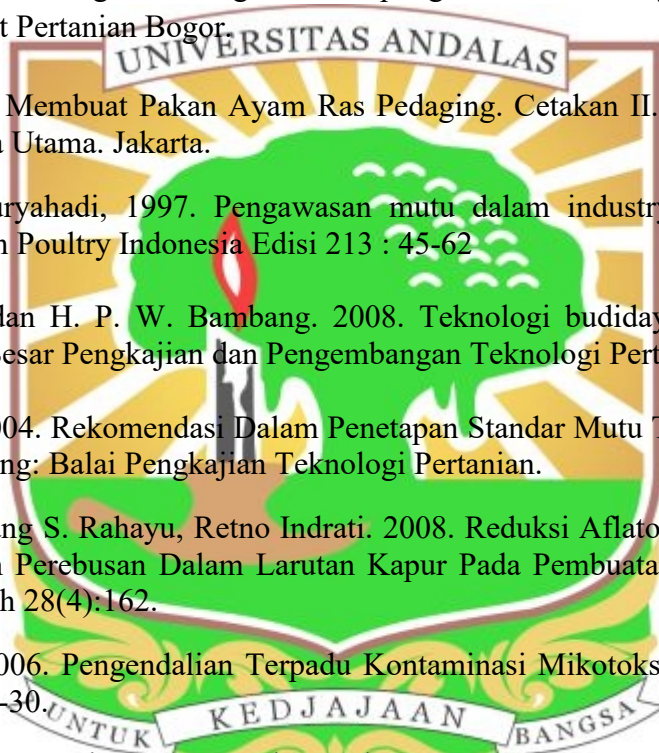 t Pertanian Bogor.
UNIVERSITAS ANDALAS
Membuat Pakan Ayam Ras Pedaging. Cetakan II.
Utama. Jakarta.
uryahadi, 1997. Pengawasan mutu dalam industry
Poultry Indonesia Edisi 213 : 45-62
dan H. P. W. Bambang. 2008. Teknologi budiday
esar Pengkajian dan Pengembangan Teknologi Pert
04. Rekomendasi Dalam Penetapan Standar Mutu T
ng: Balai Pengkajian Teknologi Pertanian.
ng S. Rahayu, Retno Indrati. 2008. Reduksi Aflato
Perebusan Dalam Larutan Kapur Pada Pembuata
h 28(4):162.
006. Pengendalian Terpadu Kontaminasi Mikotoks
-30.
UNTUK KEDJAJAAN BANGSA